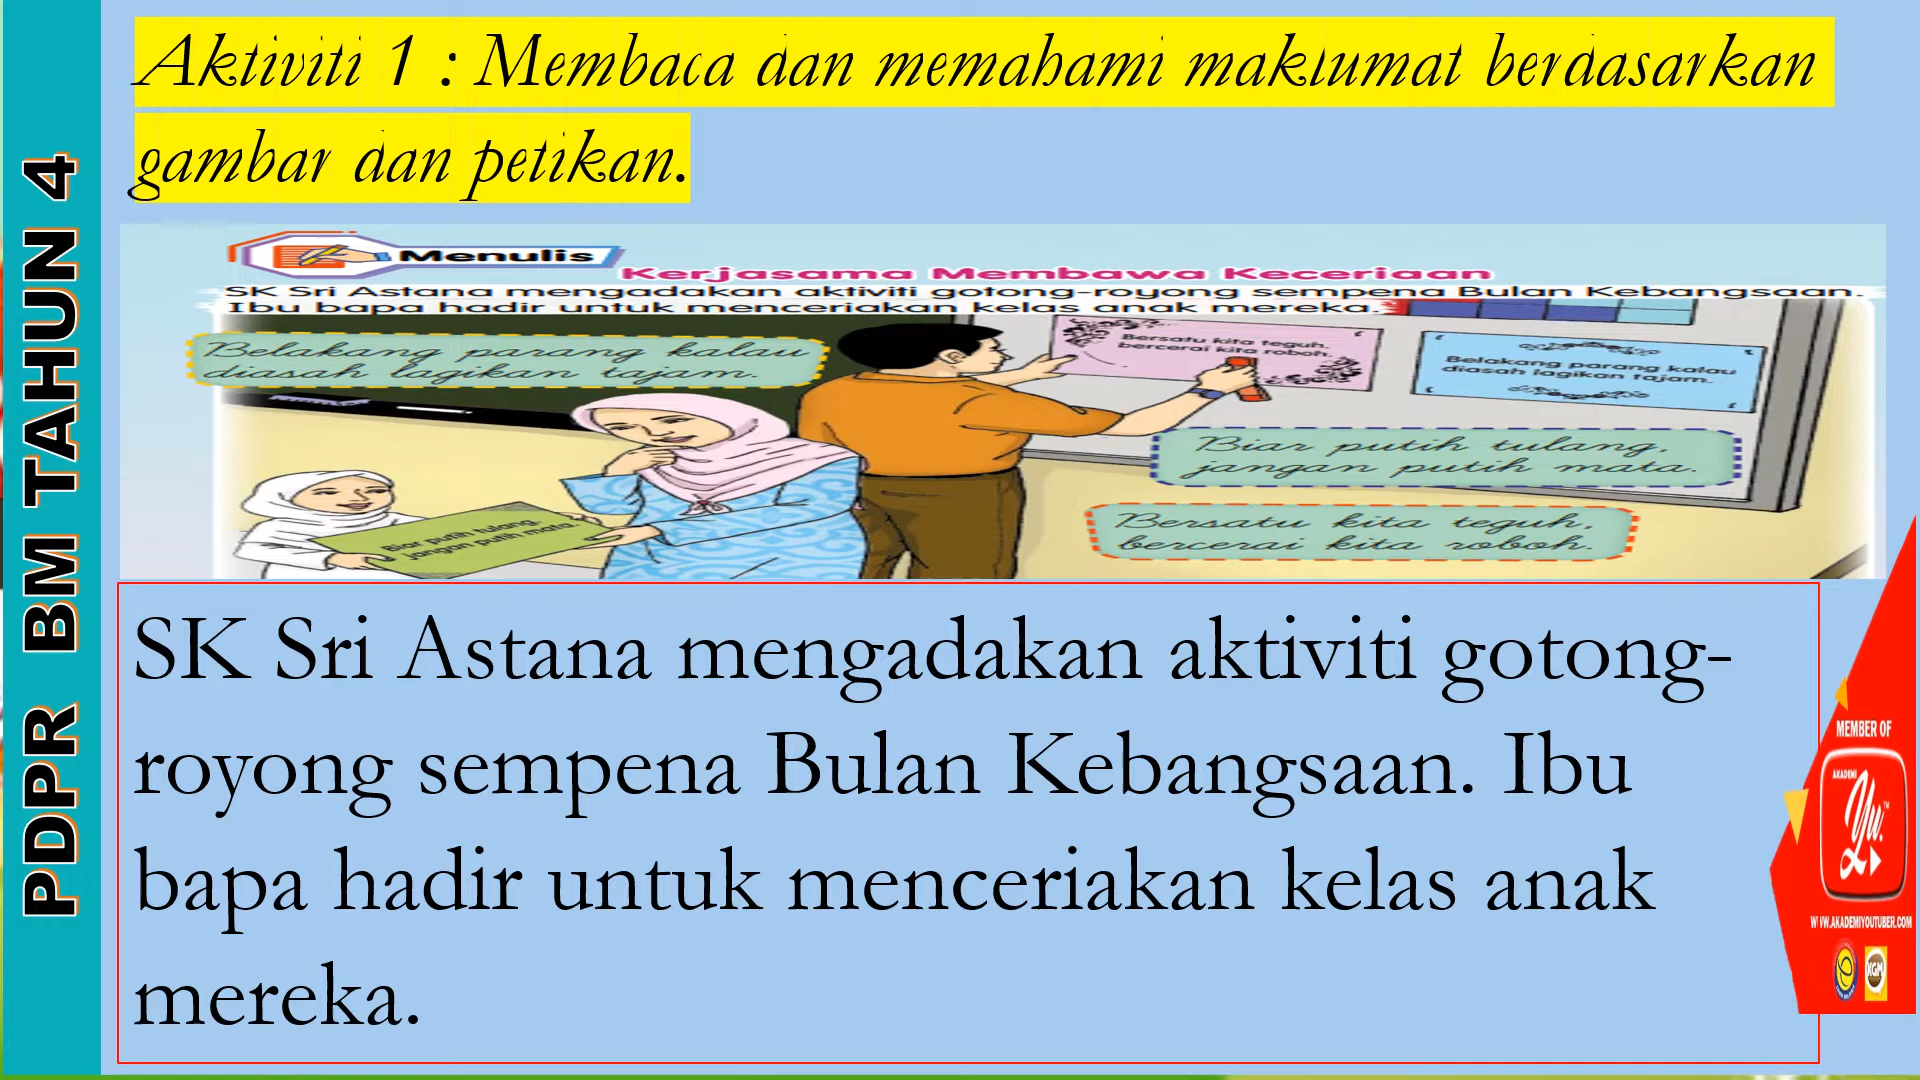 Aktiviti 1 : Membaca dan memahami maklumat berdasarkan
gambar dan petikan.
PDPR BM TAHUN 4
Menulis
Kerjasama Membawa Keceriaan
SK Sri Astana mengadakan aktiviti gotong-royong sempena Bulan Kebangsaan.
Ibu bapa hadir untuk menceriakan kelas anak mereka.
Belakang parang kalau
diasah lagikan tajam.
Bersatu kita teguh,
bercerai kita roboh.
Belakang parang kalau
diasah lagikan tajam.
Biar putih tulang,
jangan putih mata.
Biar putih tulang,
jangan putih mata.
Bersatu kita teguh,
bercerai kita roboh.
SK Sri Astana mengadakan aktiviti gotong-
royong sempena Bulan Kebangsaan. Ibu
bapa hadir untuk menceriakan kelas anak
mereka.
MEMBER OF
AKADEMI
Yu.
WWW.AKADEMIYOUTUBER.COM
XGM